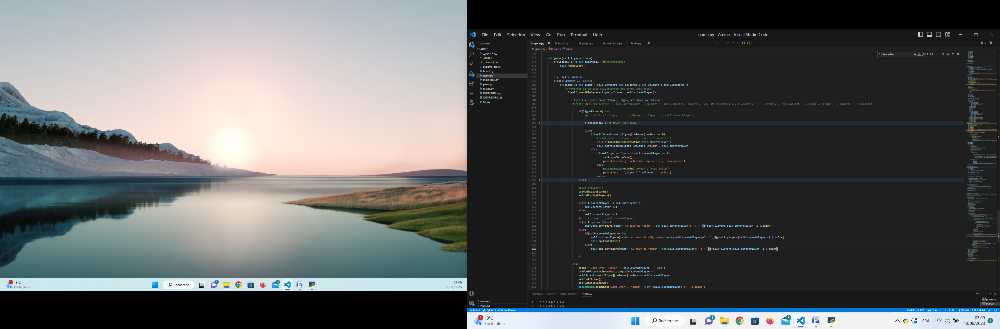 1
18°C
Forte pluie
Recherche
1
3
07:09
18/06/2023
File Edit Selection View Go Run Terminal Help
game.py - Amine - Visual Studio Code
EXPLORER
AMINE
__pycache__
.vscode
launch.json
pygame_projet
board.py
game.py
main-local.py
pawn.py
player.py
QUORIDOR.zip
QUORIDOR0_.zip
tile.py
OUTLINE
TIMELINE
game.py board.py player.py main-local.py tile.py
game.py > Game > jouer
lancerJeu Aa ab .* 1 of 4
672
673 def jouer(self,ligne,colonne):
674 if(ligne%2 != 0 and colonne%2 !=0):#impossible
675 self.rechoisir()
676
677
678 n = self.lenBoard
679 if(self.gagner == False):
680 if(ligne>=0 and ligne < self.lenBoard and colonne>=0 and colonne < self.lenBoard ):
681 # verifier si la case séléctionnée est bonne (pas prise)
682 if(self.possibleSquare(ligne,colonne , self.curentPlayer)):
683
684 if(self.win(self.curentPlayer, ligne, colonne) == False):
685 #print('ON CLICK secreen ', self.scrennBoard, 'len bord ', self.lenBoard,' XBoard = ',x,' Ma selection x,y :',event.x,' , ',event.y , 'equivaelent : ','ligne =',ligne,' , colonne : ',colonne)
686
687 if(ligne%2 == 0):#ver
688 #print(' l, c', ligne, ' : ',colonne, ' player : ', self.curentPlayer)
689
690 if(colonne%2 != 0):#ver pas mileu
738
739 else:
740 if(self.board.board[ligne][colonne].valeur == 0):
741 #print('pos : ',ligne,',',colonne , ' possible')
742 self.effacerAnciennePosition(self.curentPlayer )
743 self.board.board[ligne][colonne].valeur = self.curentPlayer
744 else:
745 if(self.cpu == True and self.curentPlayer == 2):
746 self.cpuChoixCase()
747 print('erreur', 'selection impossible', 'case prise')
748 else:
749 messagebox.showinfo('erreur', 'case prise')
750 print('pos : ',ligne,',',colonne , ' prise')
751 return
752 else:
809
810 #self.afficher()
811 self.displayBoard()
812 self.displayPlayers()
813
814 if(self.curentPlayer < self.nbPlayers ):
815 self.curentPlayer +=1
816 else:
817 self.curentPlayer = 1
818 #print('player :',self.curentPlayer )
819 if(self.cpu == False):
820 self.txt.configure(text=' Au tour du joueur '+str(self.curentPlayer)+' : ', fg=self.players[self.curentPlayer -1 ].color)
821 else:
822 if(self.curentPlayer == 2):
823 self.txt.configure(text=' Au tour du CPU, joeur '+str(self.curentPlayer)+' : ', fg=self.players[self.curentPlayer -1 ].color)
824 self.cpuChoixCase()
825 else:
826 self.txt.configure(text=' Au tour du joueur '+str(self.curentPlayer)+' : ', fg=self.players[self.curentPlayer -1 ].color)
827
828 #
829
830 else:
831 print(' Game Over Player ', self.curentPlayer , ' win')
832 self.effacerAnciennePosition(self.curentPlayer )
833 self.board.board[ligne][colonne].valeur = self.curentPlayer
834 self.afficher()
835 self.displayBoard()
836 messagebox.showinfo("Game Over", "joueur "+(str)(self.curentPlayer) + " a gagné")
PROBLEMS OUTPUT DEBUG CONSOLE TERMINAL
5 | 3 5 0 5 0 5 0 5 4
6 | 5 5 5 5 5 5 5 5 5
powersh...
Python ...
0 0 Python: Current File (Amine)
Ln 826, Col 109 Spaces: 4 UTF-8 CRLF Python 3.11.0 64-bit
1
18°C
Forte pluie
Recherche
1
3
FRA
07:09
18/06/2023
3